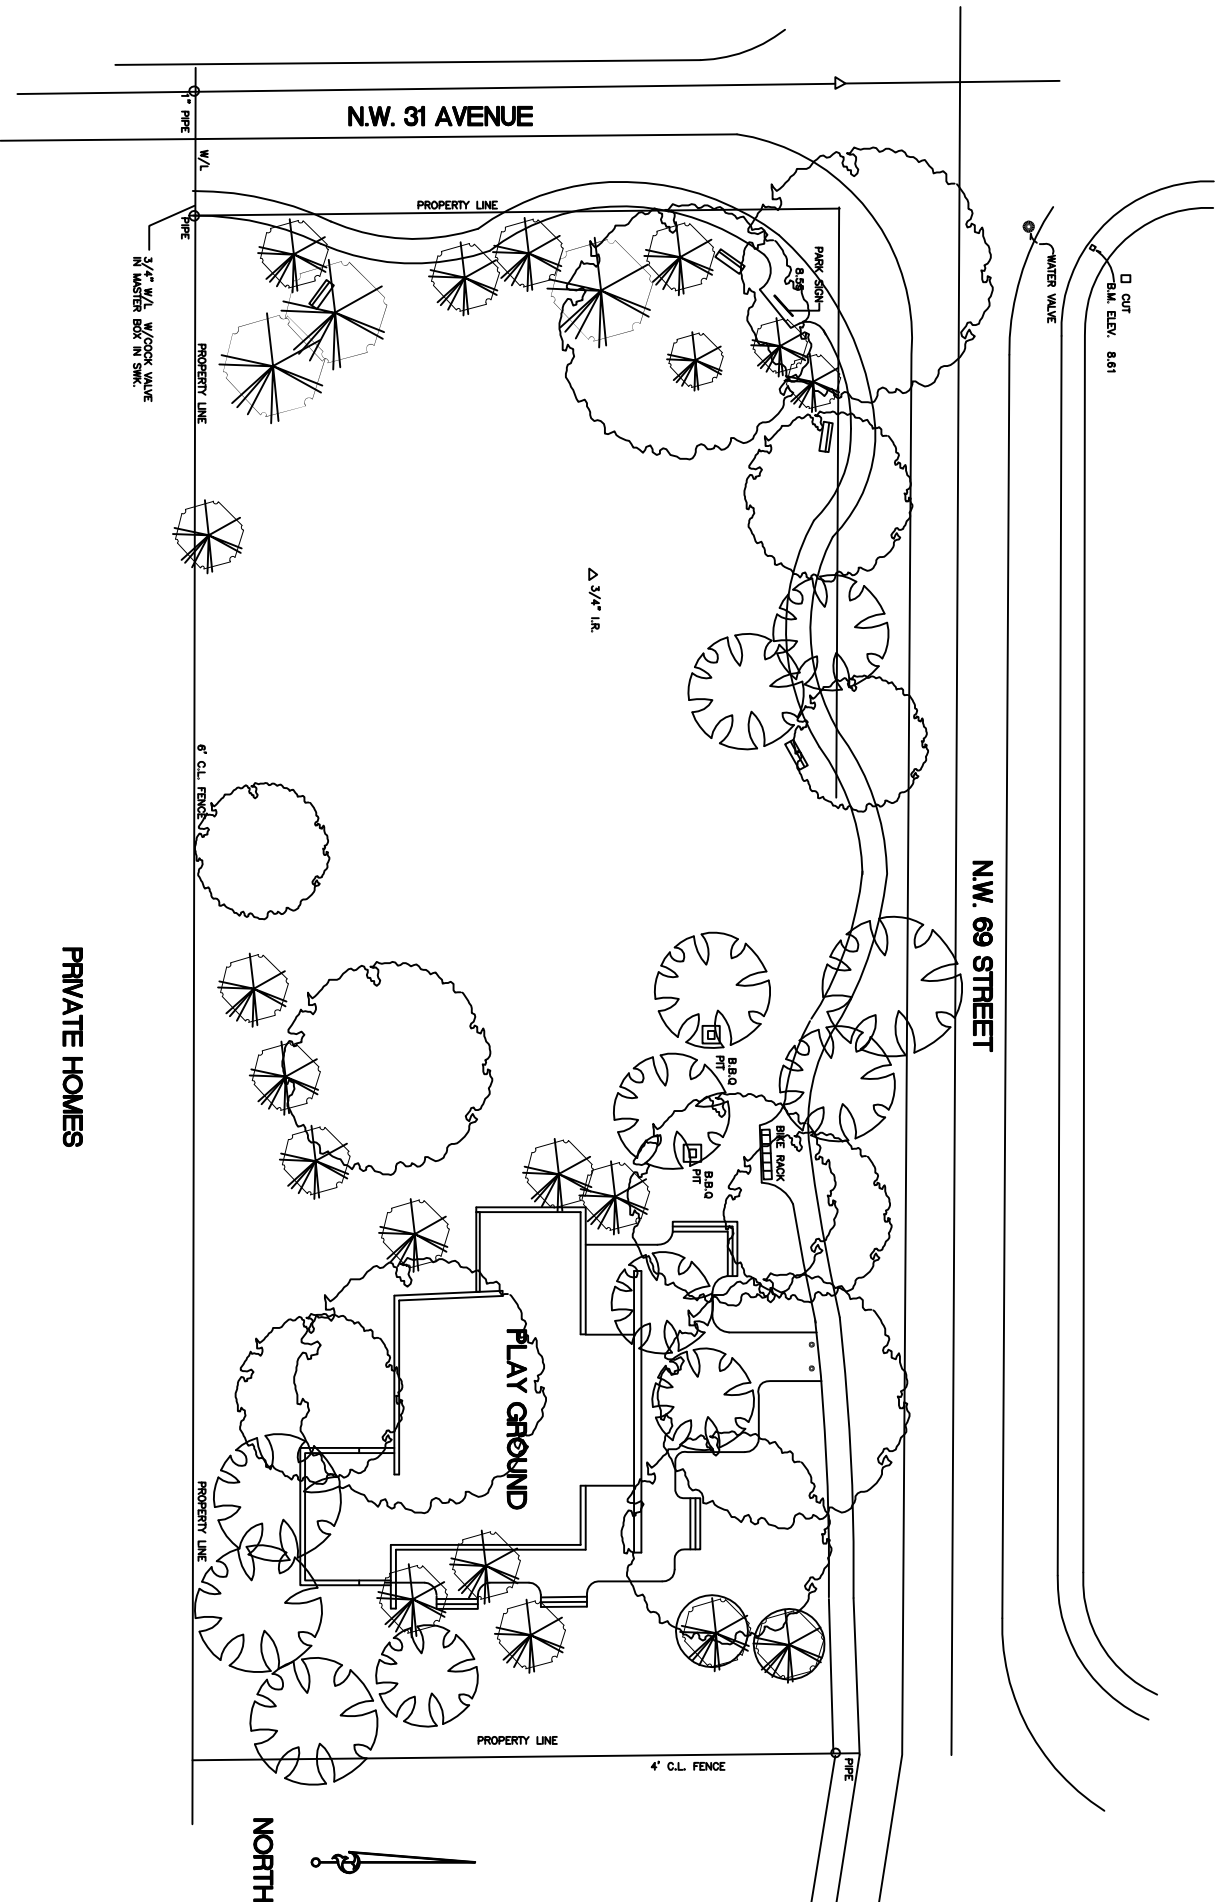 N.W. 31 AVENUE
1" PIPE
W/L
PIPE
PROPERTY LINE
3/4" W/L W/COCK VALVE
IN MASTER BOX IN SWK.
PROPERTY LINE
PARK SIGN
WATER VALVE
CUT
B.M. ELEV. 8.61
3/4" I.R.
6' C.L. FENCE
N.W. 69 STREET
PRIVATE HOMES
B.B.Q
PIT
B.B.Q
PIT
BIKE RACK
PLAY GROUND
PROPERTY LINE
PROPERTY LINE
4' C.L. FENCE
PIPE
NORTH